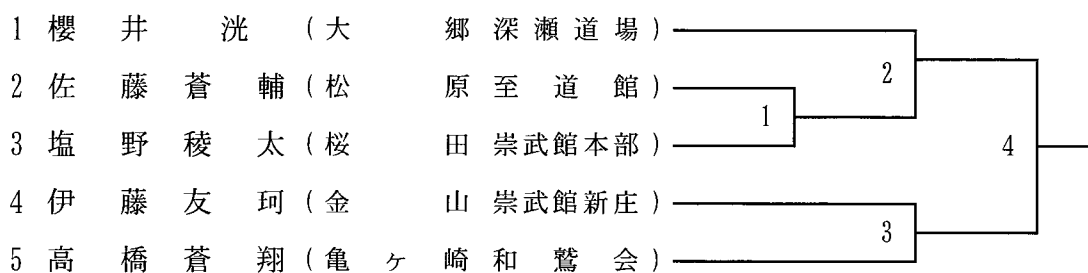 1 櫻井 洸 (大郷 深瀬道場)
2
2 佐藤蒼輔 (松原 至道館)
1
3 塩野稜太 (桜田 崇武館本部)
4
4 伊藤友珂 (金山 崇武館新庄)
3
5 高橋蒼翔 (亀ヶ崎 和鷲会)